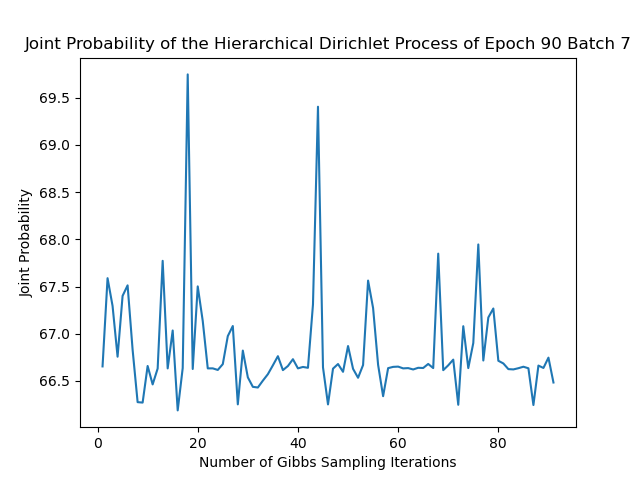 Joint Probability of the Hierarchical Dirichlet Process of Epoch 90 Batch 7
69.5
69.0
68.5
68.0
67.5
67.0
66.5
Joint Probability
0 20 40 60 80
Number of Gibbs Sampling Iterations